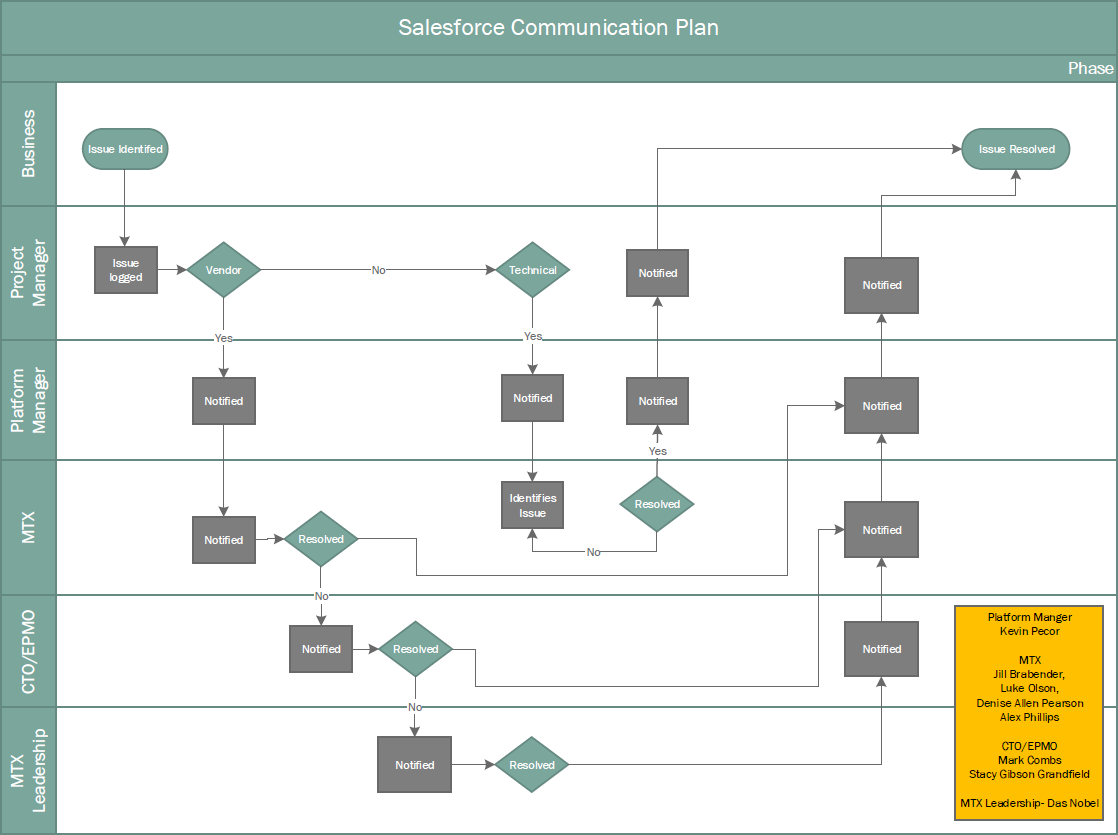 Salesforce Communication Plan
Phase
Business
Issue Identifed
Issue Resolved
Project
Manager
Issue
logged
Vendor
No
Technical
Notified
Notified
Yes
Yes
Platform
Manager
Notified
Notified
Notified
Notified
Yes
MTX
Identifies
Issue
Resolved
No
Notified
Resolved
Notified
No
CTO/EPMO
Notified
Resolved
Notified
No
MTX
Leadership
Notified
Resolved
Platform Manger
Kevin Pecor
MTX
Jill Brabender,
Luke Olson,
Denise Allen Pearson
Alex Phillips
CTO/EPMO
Mark Combs
Stacy Gibson Grandfield
MTX Leadership- Das Nobel